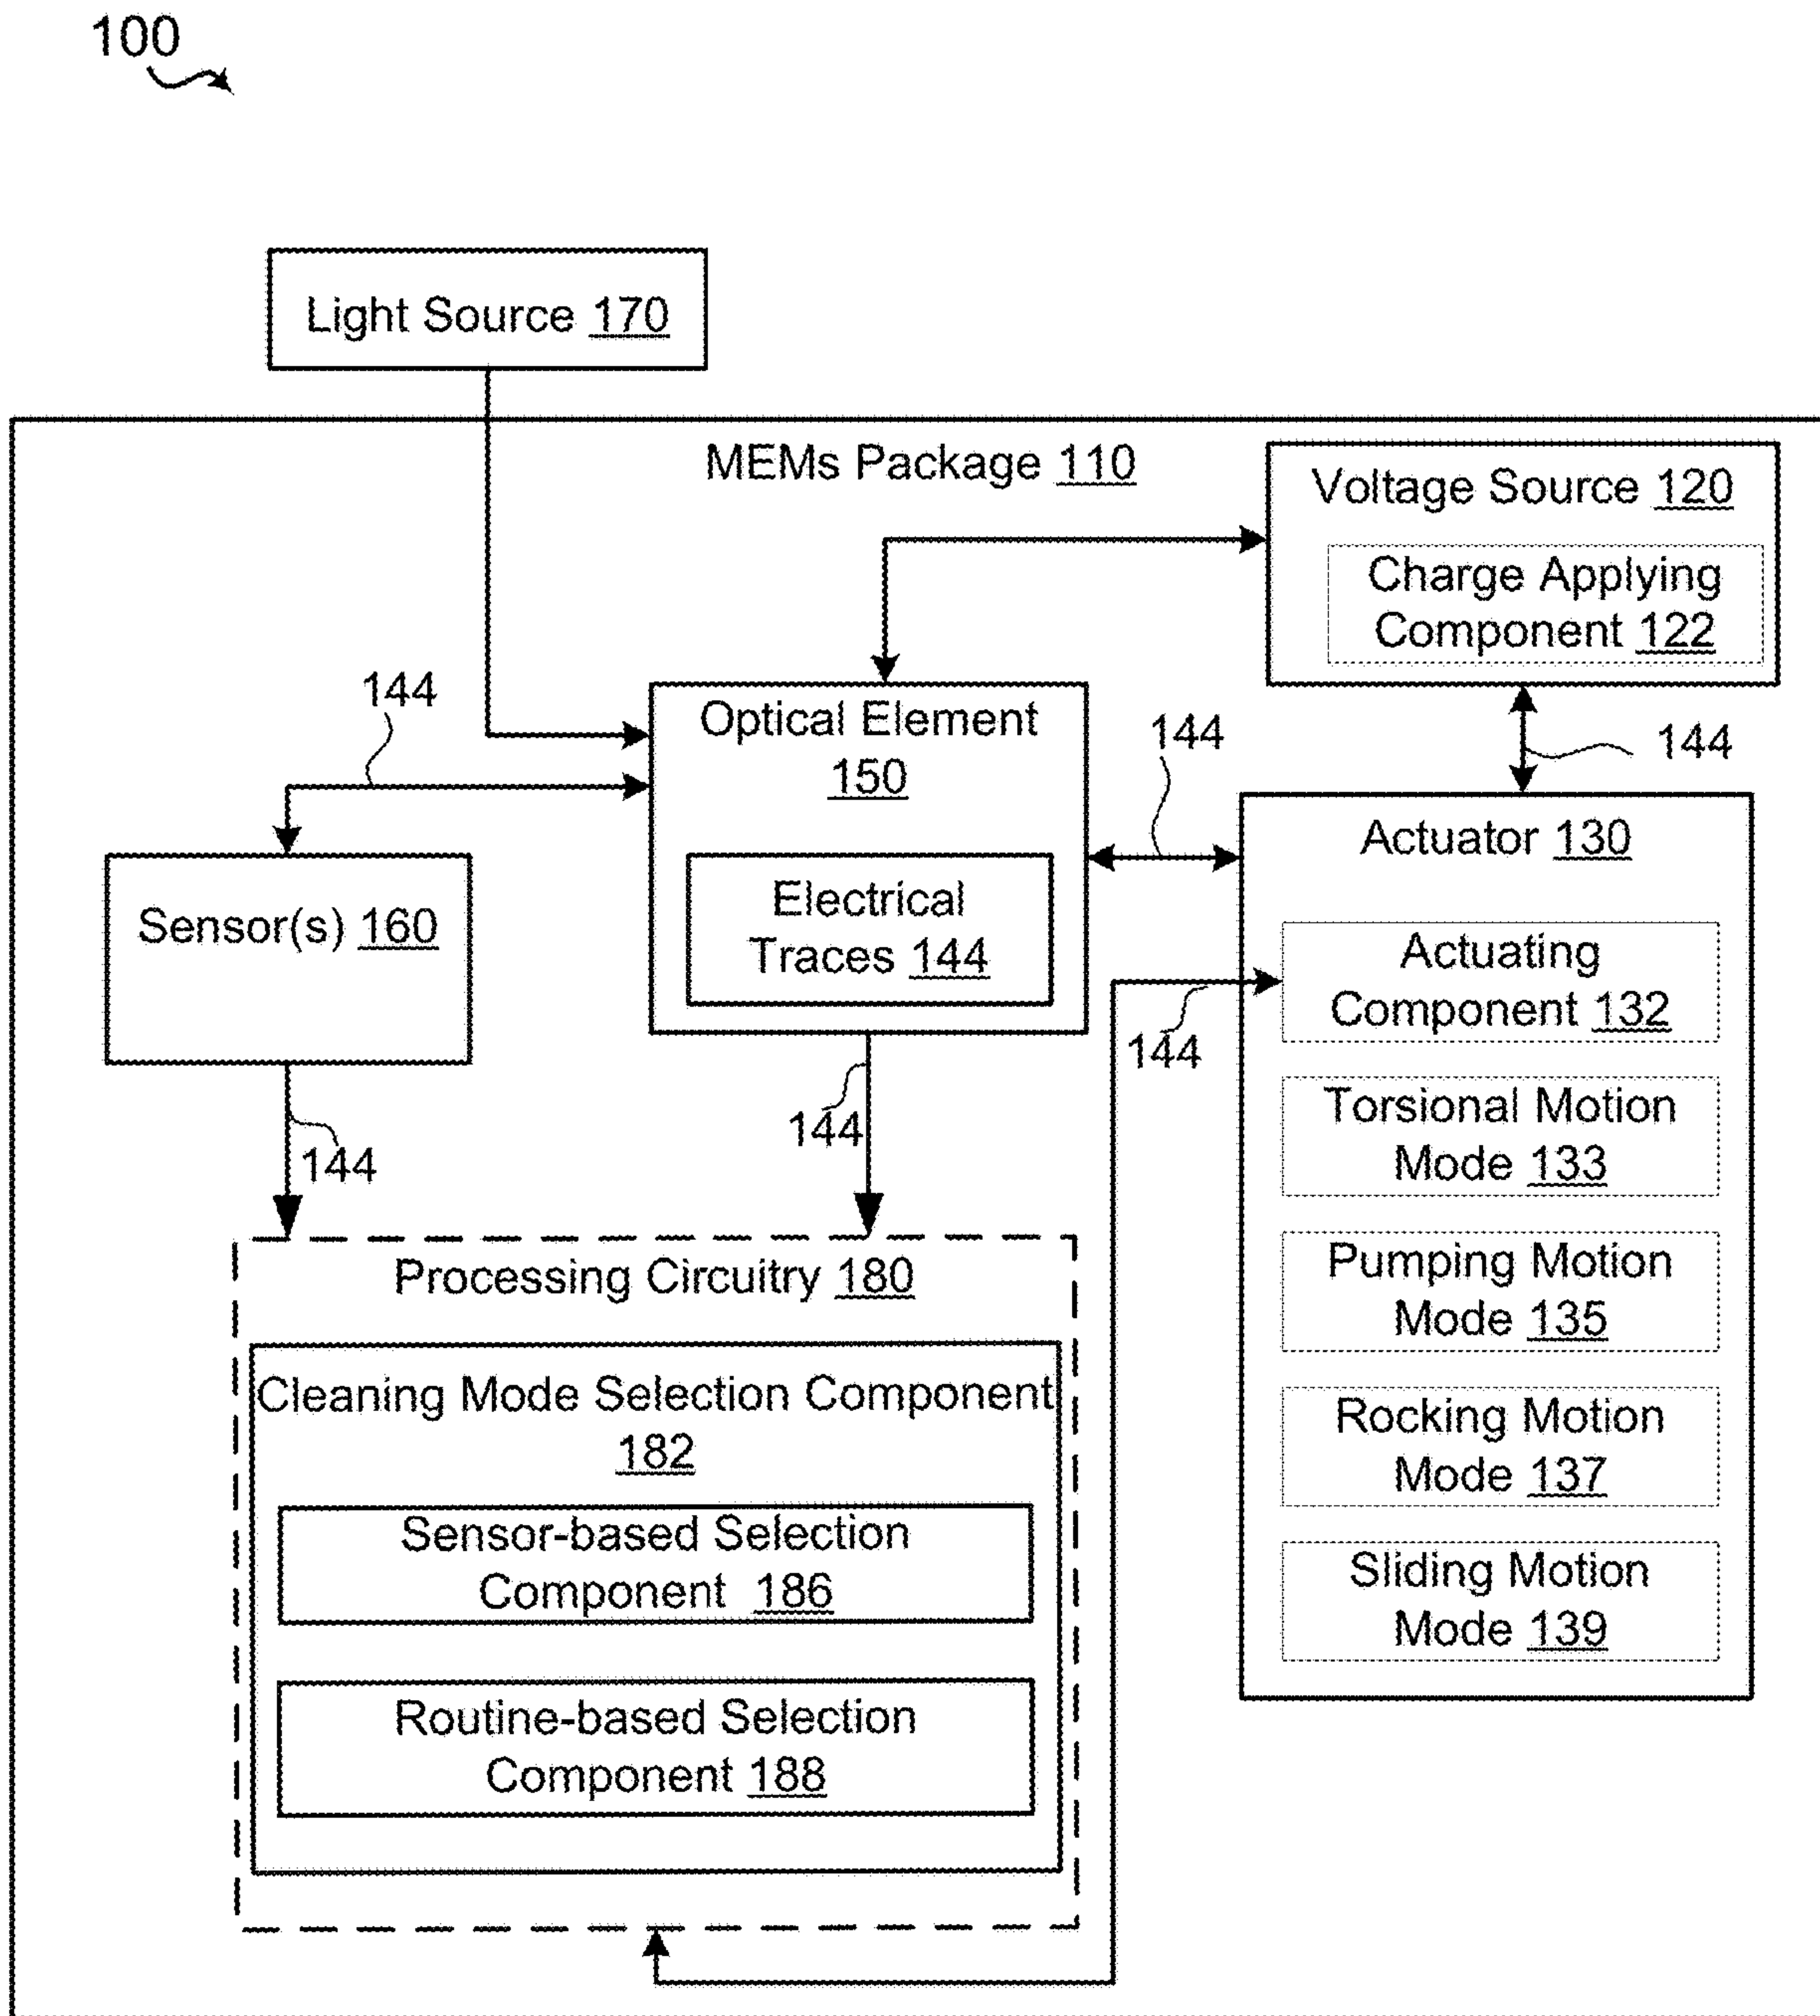 100
Light Source 170
MEMs Package 110
Voltage Source 120
Charge Applying
Component 122
144
Optical Element
150
144
144
Electrical
Traces 144
Sensor(s) 160
Actuator 130
Actuating
Component 132
144
Torsional Motion
Mode 133
144
144
Pumping Motion
Mode 135
Processing Circuitry 180
Cleaning Mode Selection Component
182
Rocking Motion
Mode 137
Sensor-based Selection
Component 186
Sliding Motion
Mode 139
Routine-based Selection
Component 188